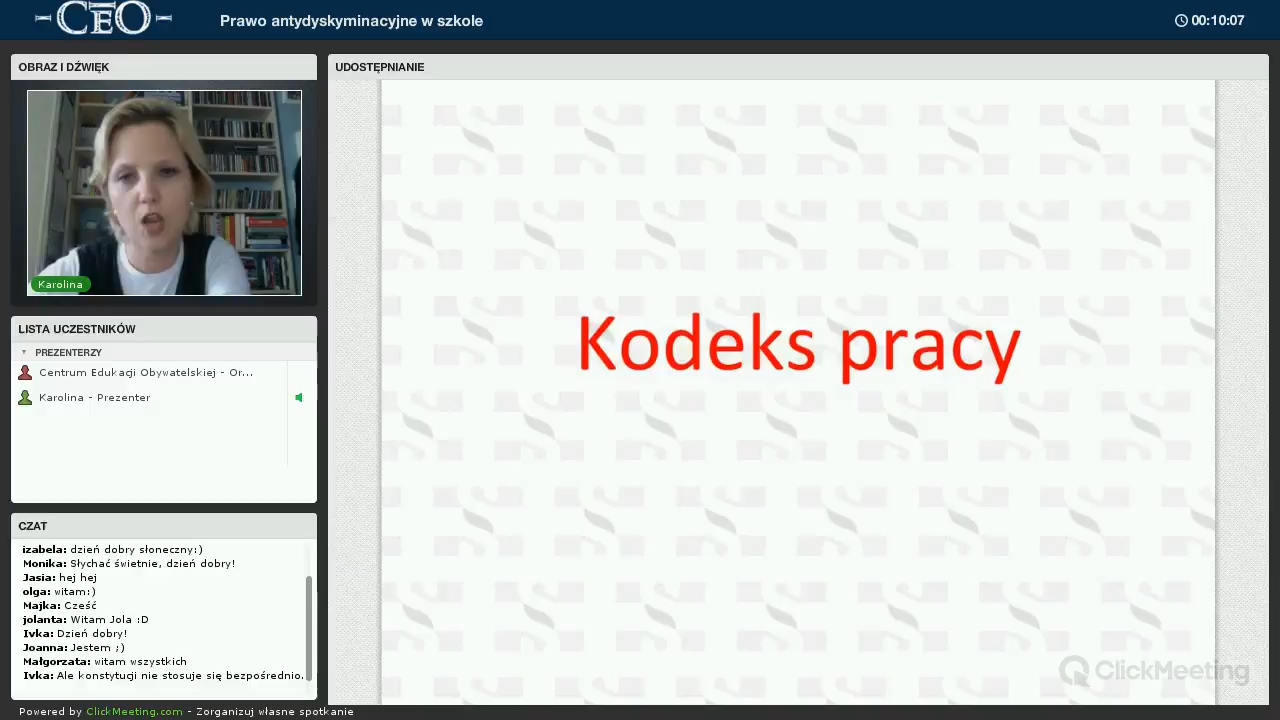 CEO
Prawo antydyskyminacyjne w szkole
00:10:07
OBRAZ I DŹWIĘK
Karolina
LISTA UCZESTNIKÓW
PREZENTERZY
Centrum Edukacji Obywatelskiej - Or...
Karolina - Prezenter
CZAT
izabela: dzień dobry słoneczny:)
Monika: Słychać świetnie, dzień dobry!
Jasia: hej hej
olga: witam:)
Majka: Cześć
jolanta: Witam Jola :D
Ivka: Dzień dobry!
Joanna: Jestem ;)
Małgorzata: witam wszystkich
Ivka: Ale konstytucji nie stosuje się bezpośrednio.
UDOSTĘPNIANIE
Kodeks pracy
ClickMeeting
Powered by ClickMeeting.com - Zorganizuj własne spotkanie